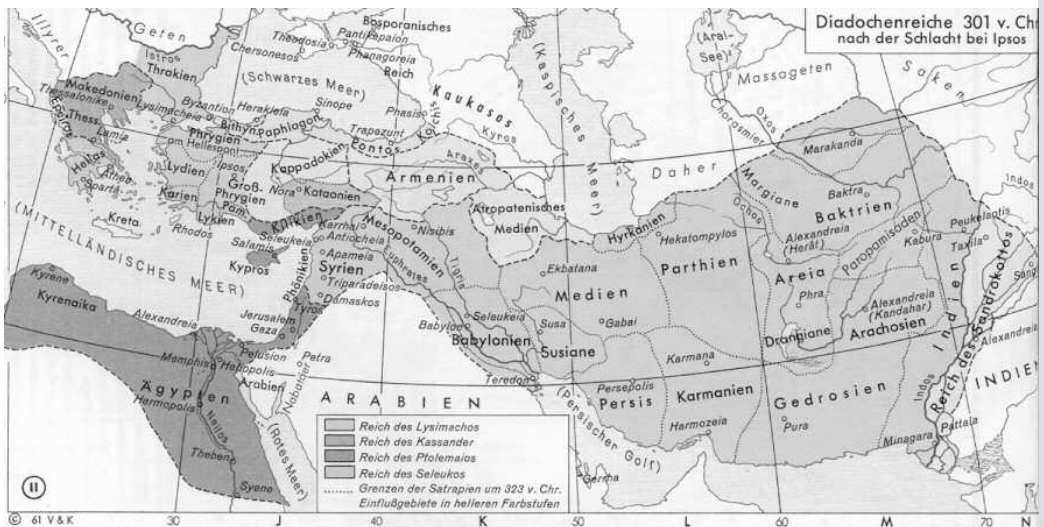 Diadochenreiche 301 v. Chr
nach der Schlacht bei Ipsos
Illyrer
Geten
Istros
Thrakien
Chersonesos
Theodosia
Bosporanisches
Pantikapaion
Phanagoreia
Reich
(Schwarzes Meer)
(Kaspisches
Meer)
(Aral-
See)
Massageten
Saken
Makedonien
Thessalonike
Lysimacheia
Byzantion
Herakleia
Sinope
Phasis
Kolchis
Kaukasos
Kyros
Chorasmier
Oxos
Marakanda
Epeiros
Thess.
Lamia
Hellas
Athen
Sparta
Phrygien
am Hellespont
Bithyn.
Paphlagon.
Trapezunt
Pontos
Araxes
Armenien
Daher
Margiane
Baktra
Baktrien
Indos
Lydien
Ipsos
Groß-
Phrygien
Kappadokien
Nora
Kataonien
Karien
Pam.
Lykien
Kilikien
Rhodos
Kreta
Salamis
Kypros
Seleukeia
Karrhai
Antiocheia
Apameia
Syrien
Triparadeisos
Damaskos
Phönikien
Tyros
Mesopotamien
Nisibis
Euphrates
Tigris
Atropatenisches
Medien
Hyrkanien
Hekatompylos
Ochos
Alexandreia
(Herāt)
Paropamisaden
Kabura
Peukelaotis
Taxila
(MITTELLÄNDISCHES MEER)
Kyrene
Kyrenaika
Alexandreia
Jerusalem
Gaza
Pelusion
Memphis
Heliopolis
Petra
Nabatäer
Arabien
Babylon
Seleukeia
Babylonien
Ekbatana
Medien
Susa
Susiane
Gabai
Teredon
Parthien
Areia
Phra
Drangiane
Alexandreia
(Kandahar)
Arachosien
Indien
Reich des Sandrokottos
Alexandreia
INDIEN
Ägypten
Hermopolis
Neilos
Theben
Syene
(Rotes Meer)
ARABIEN
(Persischer Golf)
Gerrha
Persepolis
Persis
Karmana
Karmanien
Harmozeia
Gedrosien
Pura
Indos
Minagara
Pattala
Reich des Lysimachos
Reich des Kassander
Reich des Ptolemaios
Reich des Seleukos
Grenzen der Satrapien um 323 v. Chr.
Einflußgebiete in helleren Farbstufen
II
© 61 V & K
30 J 40 K 50 L 60 M 70 N